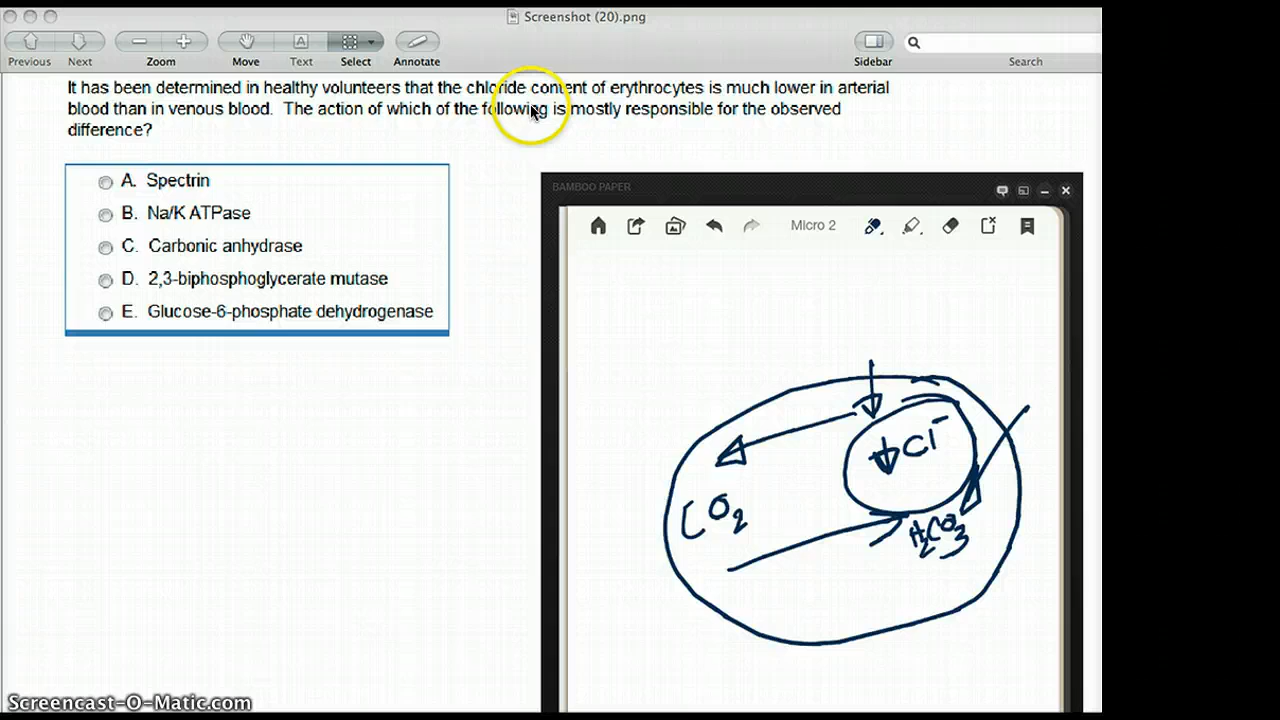 Screenshot (20).png
Previous Next Zoom Move Text Select Annotate Sidebar Search
It has been determined in healthy volunteers that the chloride content of erythrocytes is much lower in arterial
blood than in venous blood. The action of which of the following is mostly responsible for the observed
difference?
A. Spectrin
B. Na/K ATPase
C. Carbonic anhydrase
D. 2,3-biphosphoglycerate mutase
E. Glucose-6-phosphate dehydrogenase
BAMBOO PAPER
Micro 2
Cl⁻
CO₂
H₂CO₃
Screencast-O-Matic.com